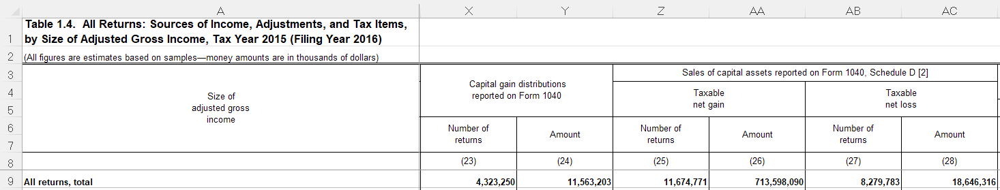 A X Y Z AA AB AC
1 Table 1.4. All Returns: Sources of Income, Adjustments, and Tax Items,
by Size of Adjusted Gross Income, Tax Year 2015 (Filing Year 2016)
2 (All figures are estimates based on samples—money amounts are in thousands of dollars)
3 Sales of capital assets reported on Form 1040, Schedule D [2]
4 Size of Capital gain distributions Taxable Taxable
5 adjusted gross reported on Form 1040 net gain net loss
income
6 Number of Amount Number of Amount Number of Amount
7 returns returns returns
8 (23) (24) (25) (26) (27) (28)
9 All returns, total 4,323,250 11,563,203 11,674,771 713,598,090 8,279,783 18,646,316